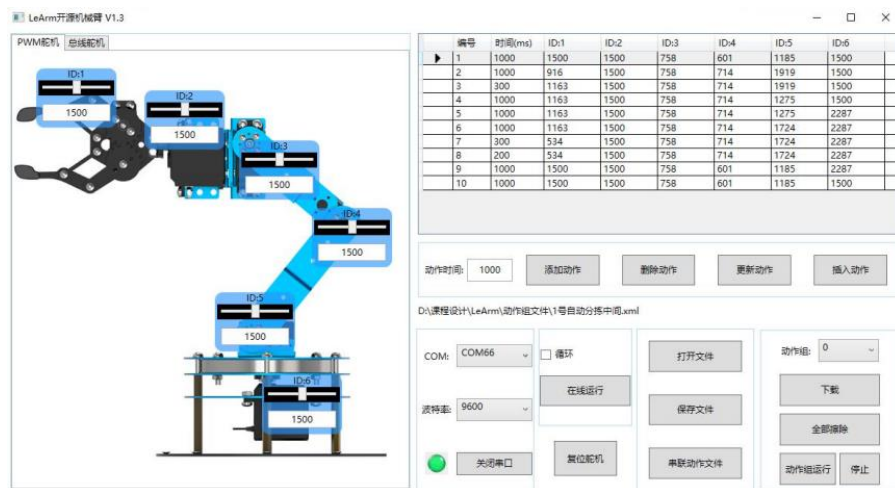 LeArm开源机械臂 V1.3
PWM舵机 总线舵机
ID:1
1500
ID:2
1500
ID:3
1500
ID:4
1500
ID:5
1500
ID:6
1500
编号 时间(ms) ID:1 ID:2 ID:3 ID:4 ID:5 ID:6
1 1000 1500 1500 758 601 1185 1500
2 1000 916 1500 758 714 1919 1500
3 300 1163 1500 758 714 1919 1500
4 1000 1163 1500 758 714 1275 1500
5 1000 1163 1500 758 714 1275 2287
6 1000 1163 1500 758 714 1724 2287
7 300 534 1500 758 714 1724 2287
8 200 534 1500 758 714 1724 2287
9 1000 1500 1500 758 601 1185 2287
10 1000 1500 1500 758 601 1185 1500
动作时间: 1000 添加动作 删除动作 更新动作 插入动作
D:\课程设计\LeArm\动作组文件\1号自动分拣中间.xml
COM: COM66
波特率: 9600
关闭串口
循环
在线运行
复位舵机
打开文件
保存文件
串联动作文件
动作组: 0
下载
全部擦除
动作组运行 停止